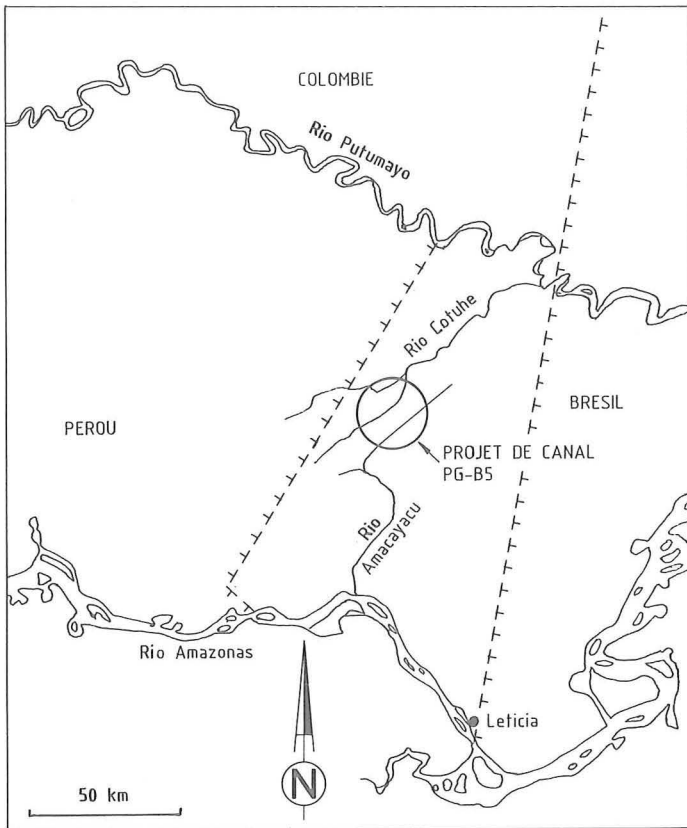 COLOMBIE
Rio Putumayo
Rio Cotuhe
BRESIL
PEROU
PROJET DE CANAL
PG-B5
Rio
Amacayacu
Rio Amazonas
Leticia
N
50 km